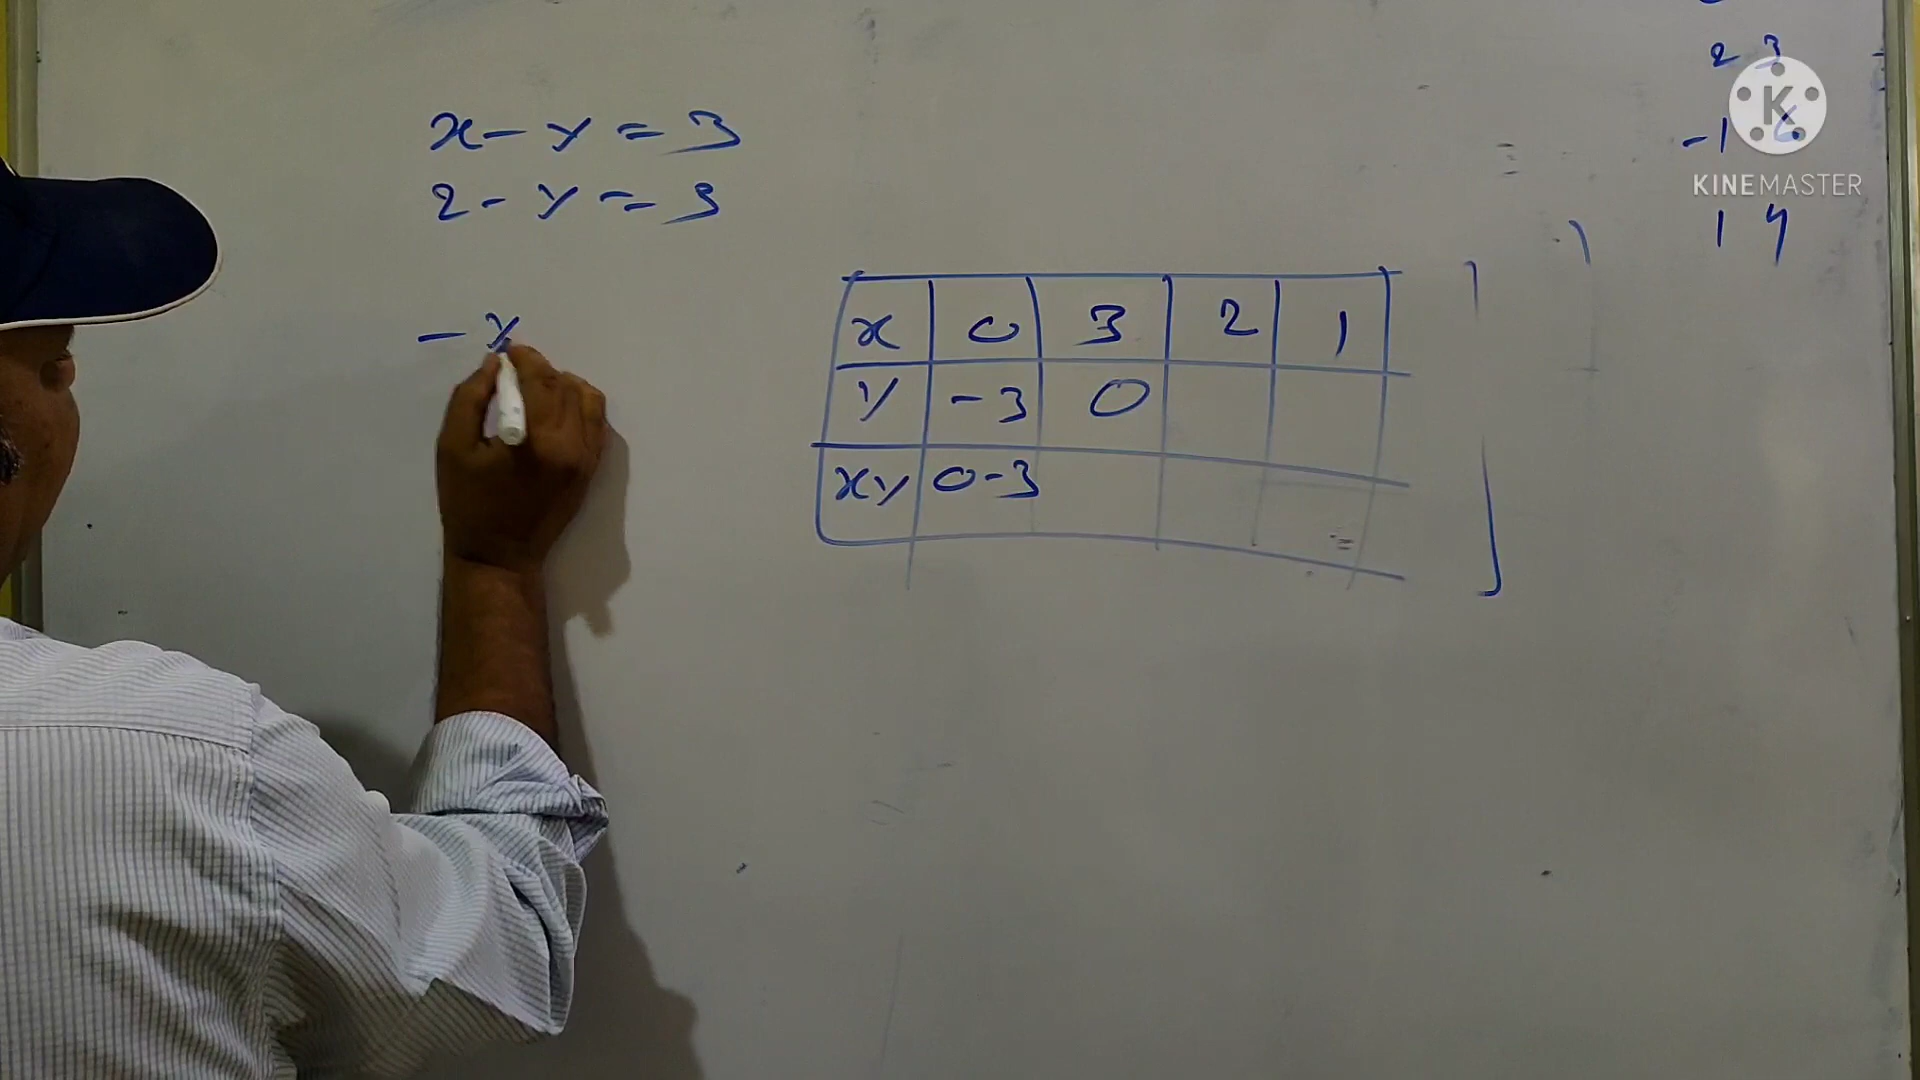 x - y = 3
2 - y = 3
- y
x 0 3 2 1
y -3 0
xy 0 -3
2 3
-1
1 4
K
KINEMASTER